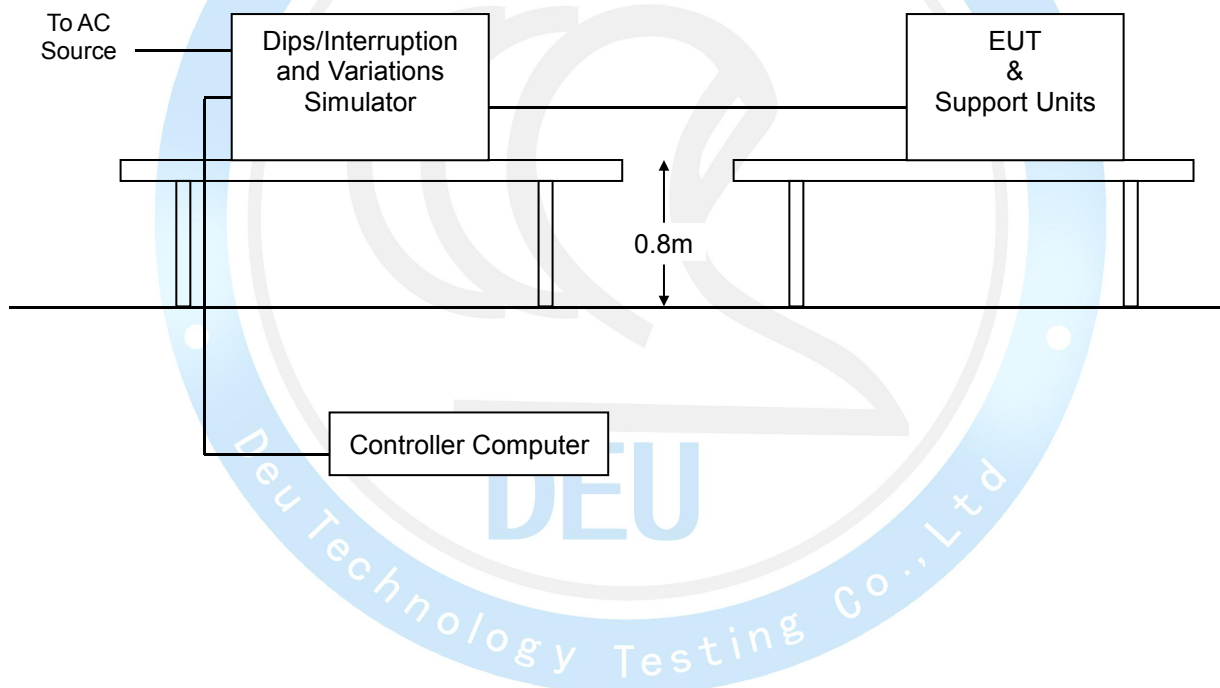 To AC
Source
Dips/Interruption
and Variations
Simulator
EUT
&
Support Units
0.8m
Controller Computer
DEU
Deu Technology Testing Co.,Ltd